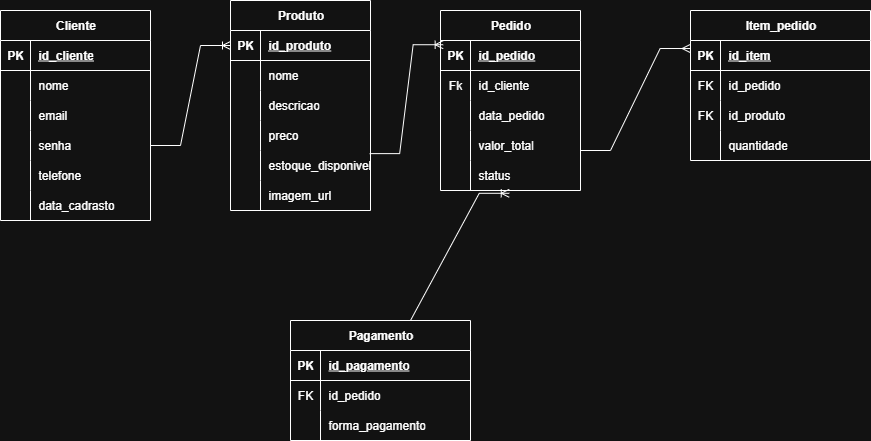 Cliente
PK id_cliente
nome
email
senha
telefone
data_cadrasto
Produto
PK id_produto
nome
descricao
preco
estoque_disponivel
imagem_url
Pedido
PK id_pedido
Fk id_cliente
data_pedido
valor_total
status
Item_pedido
PK id_item
FK id_pedido
FK id_produto
quantidade
Pagamento
PK id_pagamento
FK id_pedido
forma_pagamento